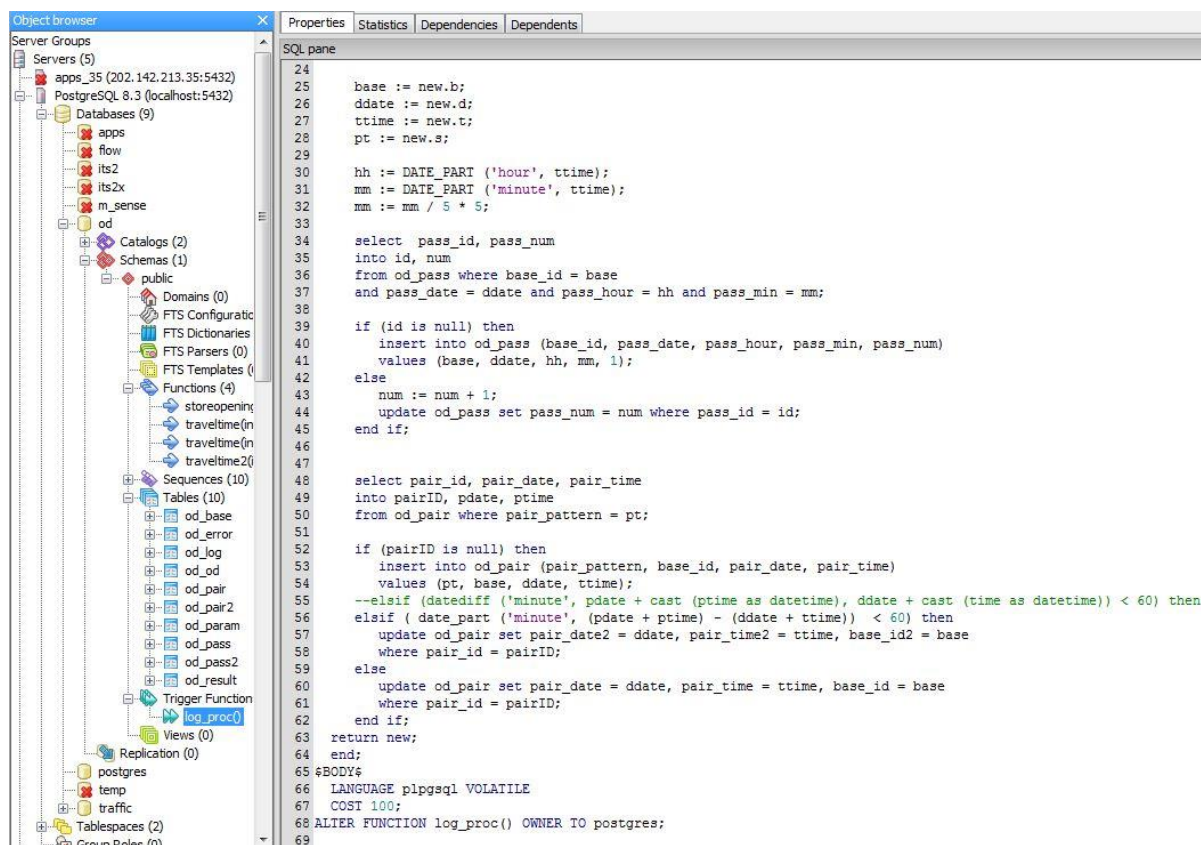 Object browser
Server Groups
Servers (5)
apps_35 (202.142.213.35:5432)
PostgreSQL 8.3 (localhost:5432)
Databases (9)
apps
flow
its2
its2x
m_sense
od
Catalogs (2)
Schemas (1)
public
Domains (0)
FTS Configuratic
FTS Dictionaries
FTS Parsers (0)
FTS Templates (
Functions (4)
storeopening
traveltime(in
traveltime(in
traveltime2(i
Sequences (10)
Tables (10)
od_base
od_error
od_log
od_od
od_pair
od_pair2
od_param
od_pass
od_pass2
od_result
Trigger Function
log_proc()
Views (0)
Replication (0)
postgres
temp
traffic
Tablespaces (2)
Group Roles (0)
Properties Statistics Dependencies Dependents
SQL pane
24
25 base := new.b;
26 ddate := new.d;
27 ttime := new.t;
28 pt := new.s;
29
30 hh := DATE_PART ('hour', ttime);
31 mm := DATE_PART ('minute', ttime);
32 mm := mm / 5 * 5;
33
34 select pass_id, pass_num
35 into id, num
36 from od_pass where base_id = base
37 and pass_date = ddate and pass_hour = hh and pass_min = mm;
38
39 if (id is null) then
40 insert into od_pass (base_id, pass_date, pass_hour, pass_min, pass_num)
41 values (base, ddate, hh, mm, 1);
42 else
43 num := num + 1;
44 update od_pass set pass_num = num where pass_id = id;
45 end if;
46
47
48 select pair_id, pair_date, pair_time
49 into pairID, pdate, ptime
50 from od_pair where pair_pattern = pt;
51
52 if (pairID is null) then
53 insert into od_pair (pair_pattern, base_id, pair_date, pair_time)
54 values (pt, base, ddate, ttime);
55 --elsif (datediff ('minute', pdate + cast (ptime as datetime), ddate + cast (time as datetime)) < 60) then
56 elsif ( date_part ('minute', (pdate + ptime) - (ddate + ttime)) < 60) then
57 update od_pair set pair_date2 = ddate, pair_time2 = ttime, base_id2 = base
58 where pair_id = pairID;
59 else
60 update od_pair set pair_date = ddate, pair_time = ttime, base_id = base
61 where pair_id = pairID;
62 end if;
63 return new;
64 end;
65 $BODY$
66 LANGUAGE plpgsql VOLATILE
67 COST 100;
68 ALTER FUNCTION log_proc() OWNER TO postgres;
69